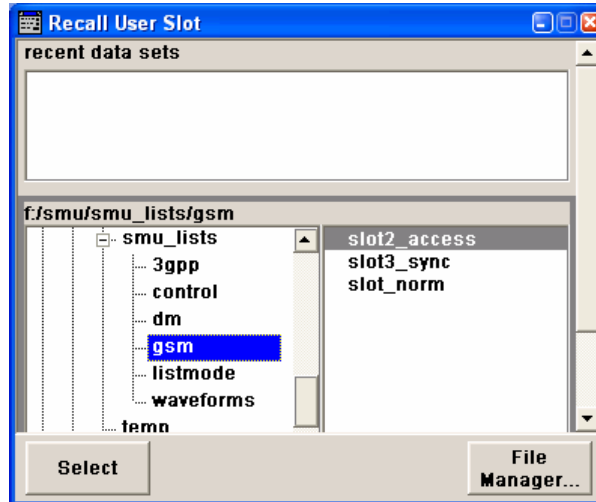 Recall User Slot
recent data sets
f:/smu/smu_lists/gsm
smu_lists
3gpp
control
dm
gsm
listmode
waveforms
temp
slot2_access
slot3_sync
slot_norm
Select
File
Manager...